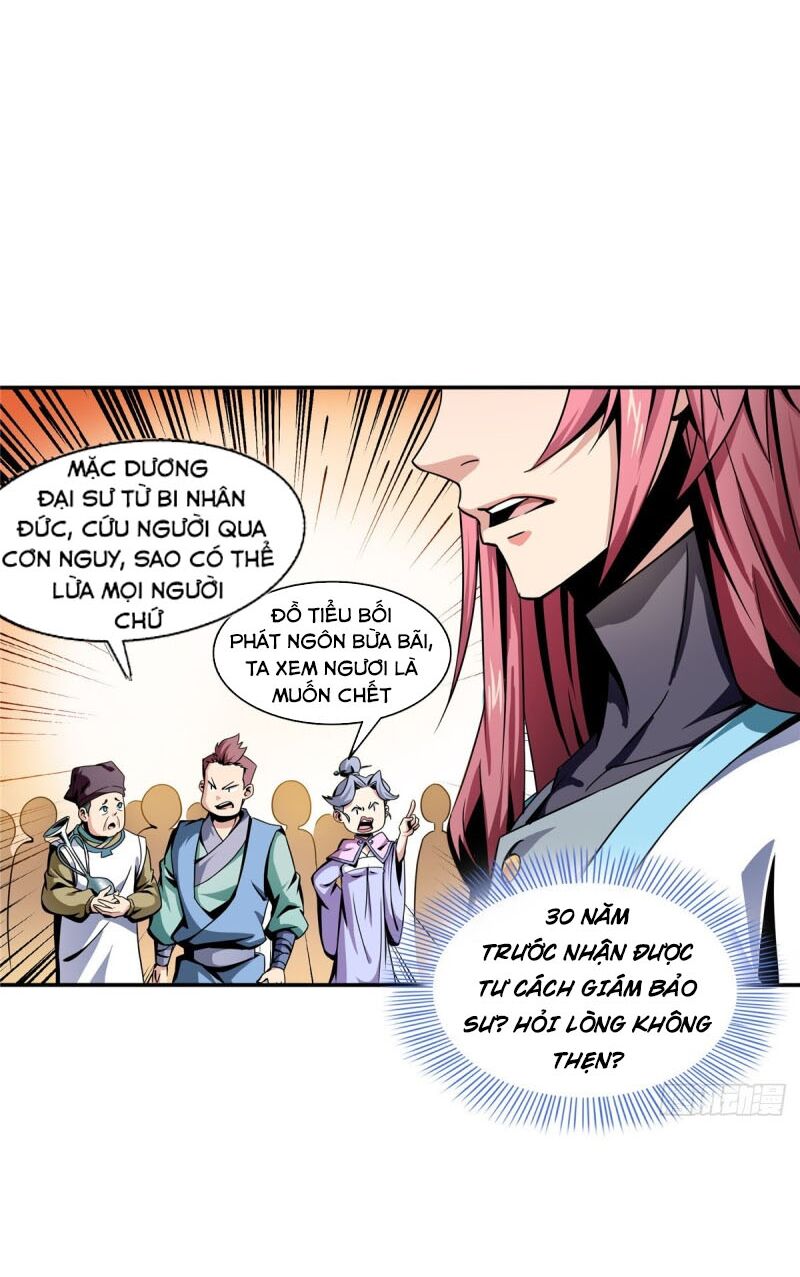 MẶC DƯƠNG
ĐẠI SƯ TỪ BI NHÂN
ĐỨC, CỨU NGƯỜI QUA
CƠN NGUY, SAO CÓ THỂ
LỪA MỌI NGƯỜI
CHỨ
ĐỒ TIỂU BỐI
PHÁT NGÔN BỪA BÃI,
TA XEM NGƯƠI LÀ
MUỐN CHẾT
30 NĂM
TRƯỚC NHẬN ĐƯỢC
TƯ CÁCH GIÁM BẢO
SƯ? HỎI LÒNG KHÔNG
THẸN?